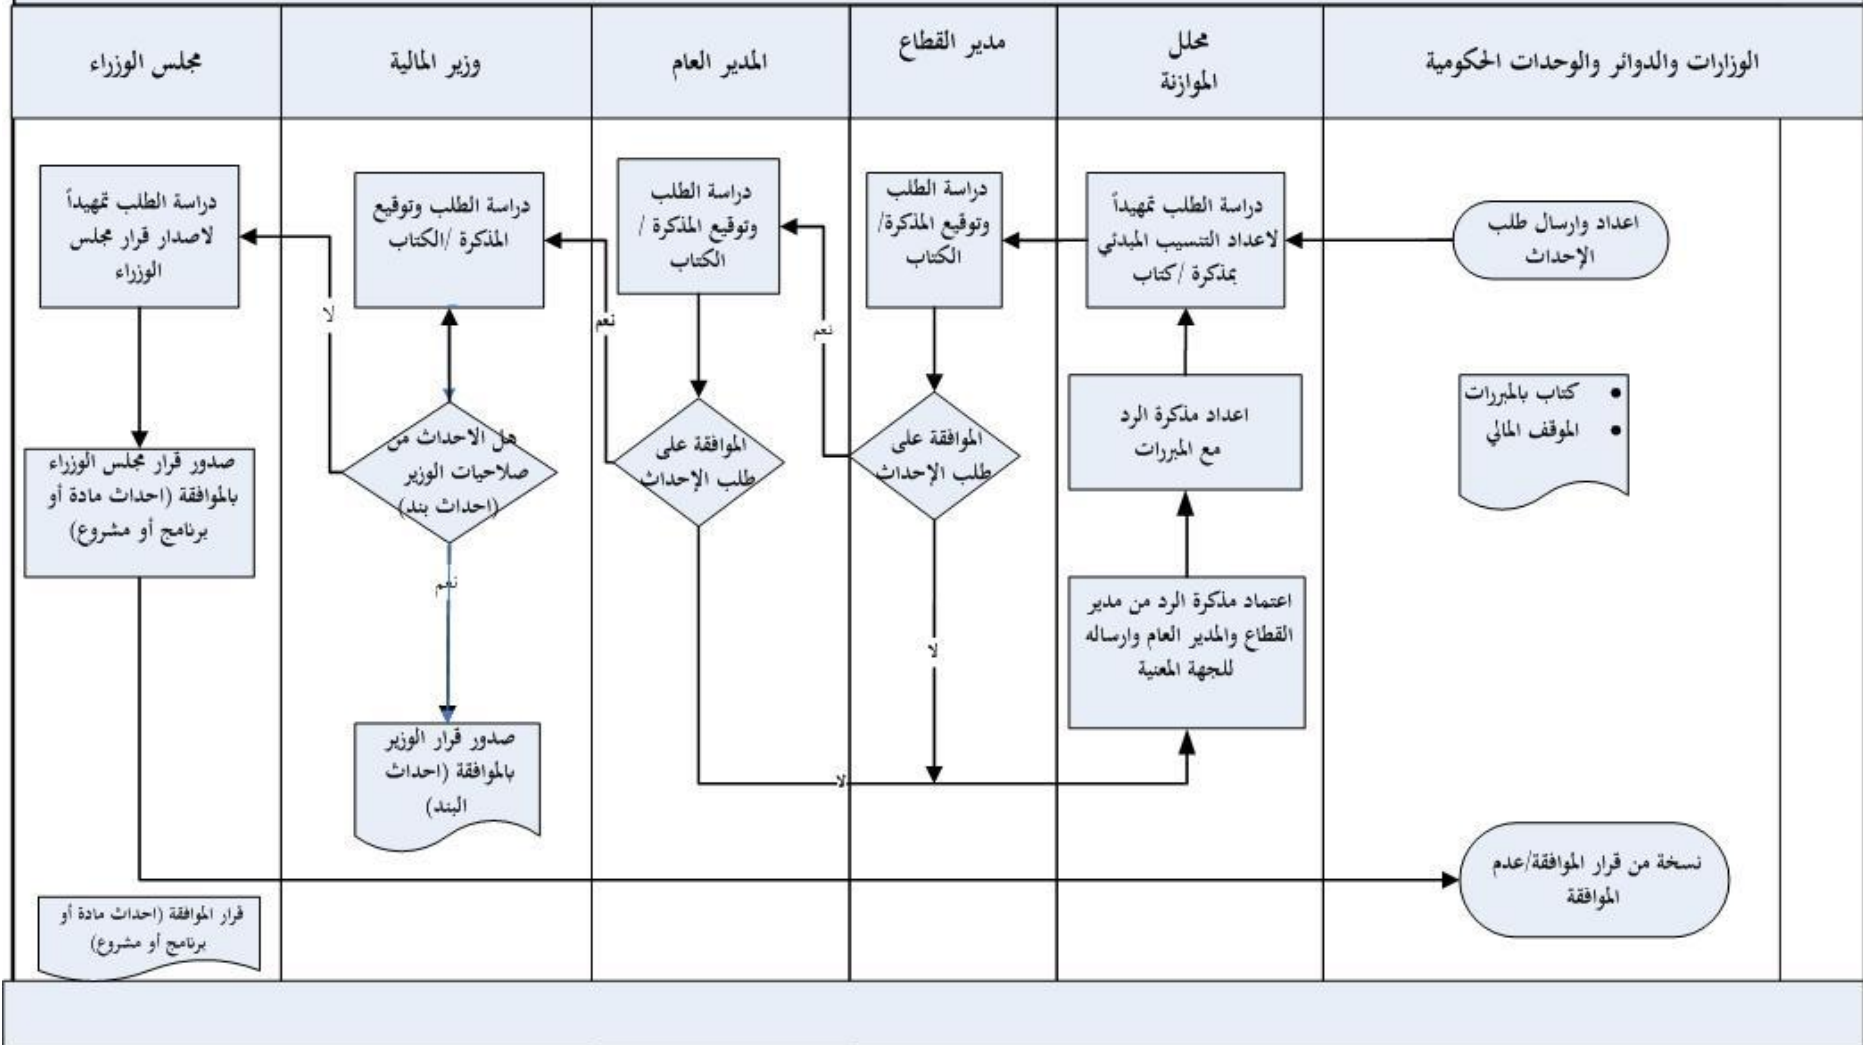 الوزارات والدوائر والوحدات الحكومية
محلل
الموازنة
مدير القطاع
المدير العام
وزير المالية
مجلس الوزراء
اعداد وارسال طلب
الإحداث
دراسة الطلب تمهيداً
لاعداد التنسيب المبدئي
بمذكرة /كتاب
دراسة الطلب
وتوقيع المذكرة/
الكتاب
دراسة الطلب
وتوقيع المذكرة /
الكتاب
دراسة الطلب وتوقيع
المذكرة /الكتاب
دراسة الطلب تمهيداً
لاصدار قرار مجلس
الوزراء
نعم
نعم
لا
• كتاب بالمبررات
• الموقف المالي
اعداد مذكرة الرد
مع المبررات
الموافقة على
طلب الإحداث
الموافقة على
طلب الإحداث
هل الاحداث من
صلاحيات الوزير
(احداث بند)
صدور قرار مجلس الوزراء
بالموافقة (احداث مادة أو
برنامج أو مشروع)
نعم
اعتماد مذكرة الرد من مدير
القطاع والمدير العام وارساله
للجهة المعنية
لا
لا
صدور قرار الوزير
بالموافقة (احداث
البند)
نسخة من قرار الموافقة/عدم
الموافقة
قرار الموافقة (احداث مادة أو
برنامج أو مشروع)